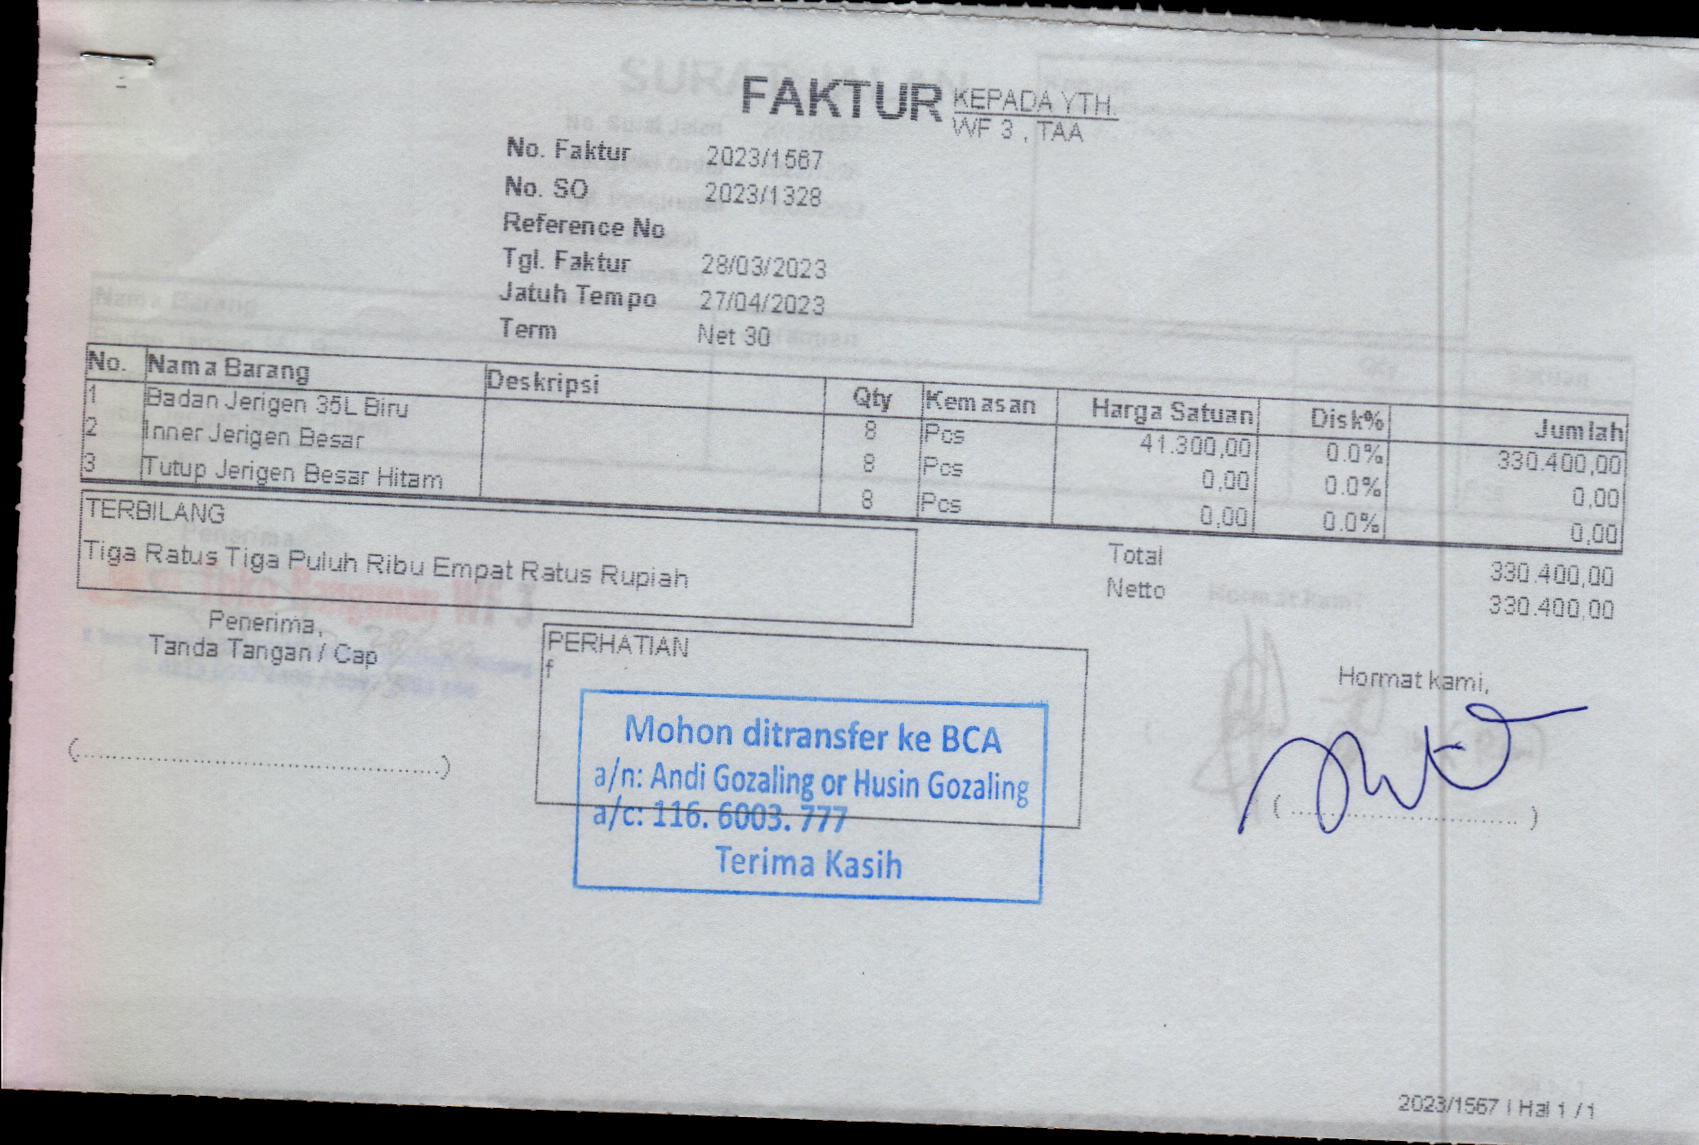 FAKTUR
KEPADA YTH.
WF 3 , TAA
No. Faktur 2023/1567
No. SO 2023/1328
Reference No
Tgl. Faktur 28/03/2023
Jatuh Tempo 27/04/2023
Term Net 30
No. Nama Barang Deskripsi Qty Kemasan Harga Satuan Disk% Jumlah
1 Badan Jerigen 35L Biru 8 Pcs 41.300,00 0.0% 330.400,00
2 Inner Jerigen Besar 8 Pcs 0,00 0.0% 0,00
3 Tutup Jerigen Besar Hitam 8 Pcs 0,00 0.0% 0,00
TERBILANG
Tiga Ratus Tiga Puluh Ribu Empat Ratus Rupiah
Total 330.400,00
Netto 330.400,00
Penerima,
Tanda Tangan / Cap
(........................................)
PERHATIAN
f
Mohon ditransfer ke BCA
a/n: Andi Gozaling or Husin Gozaling
a/c: 116. 6003. 777
Terima Kasih
Hormat kami,
(..............................)
2023/1567 | Hal 1 / 1